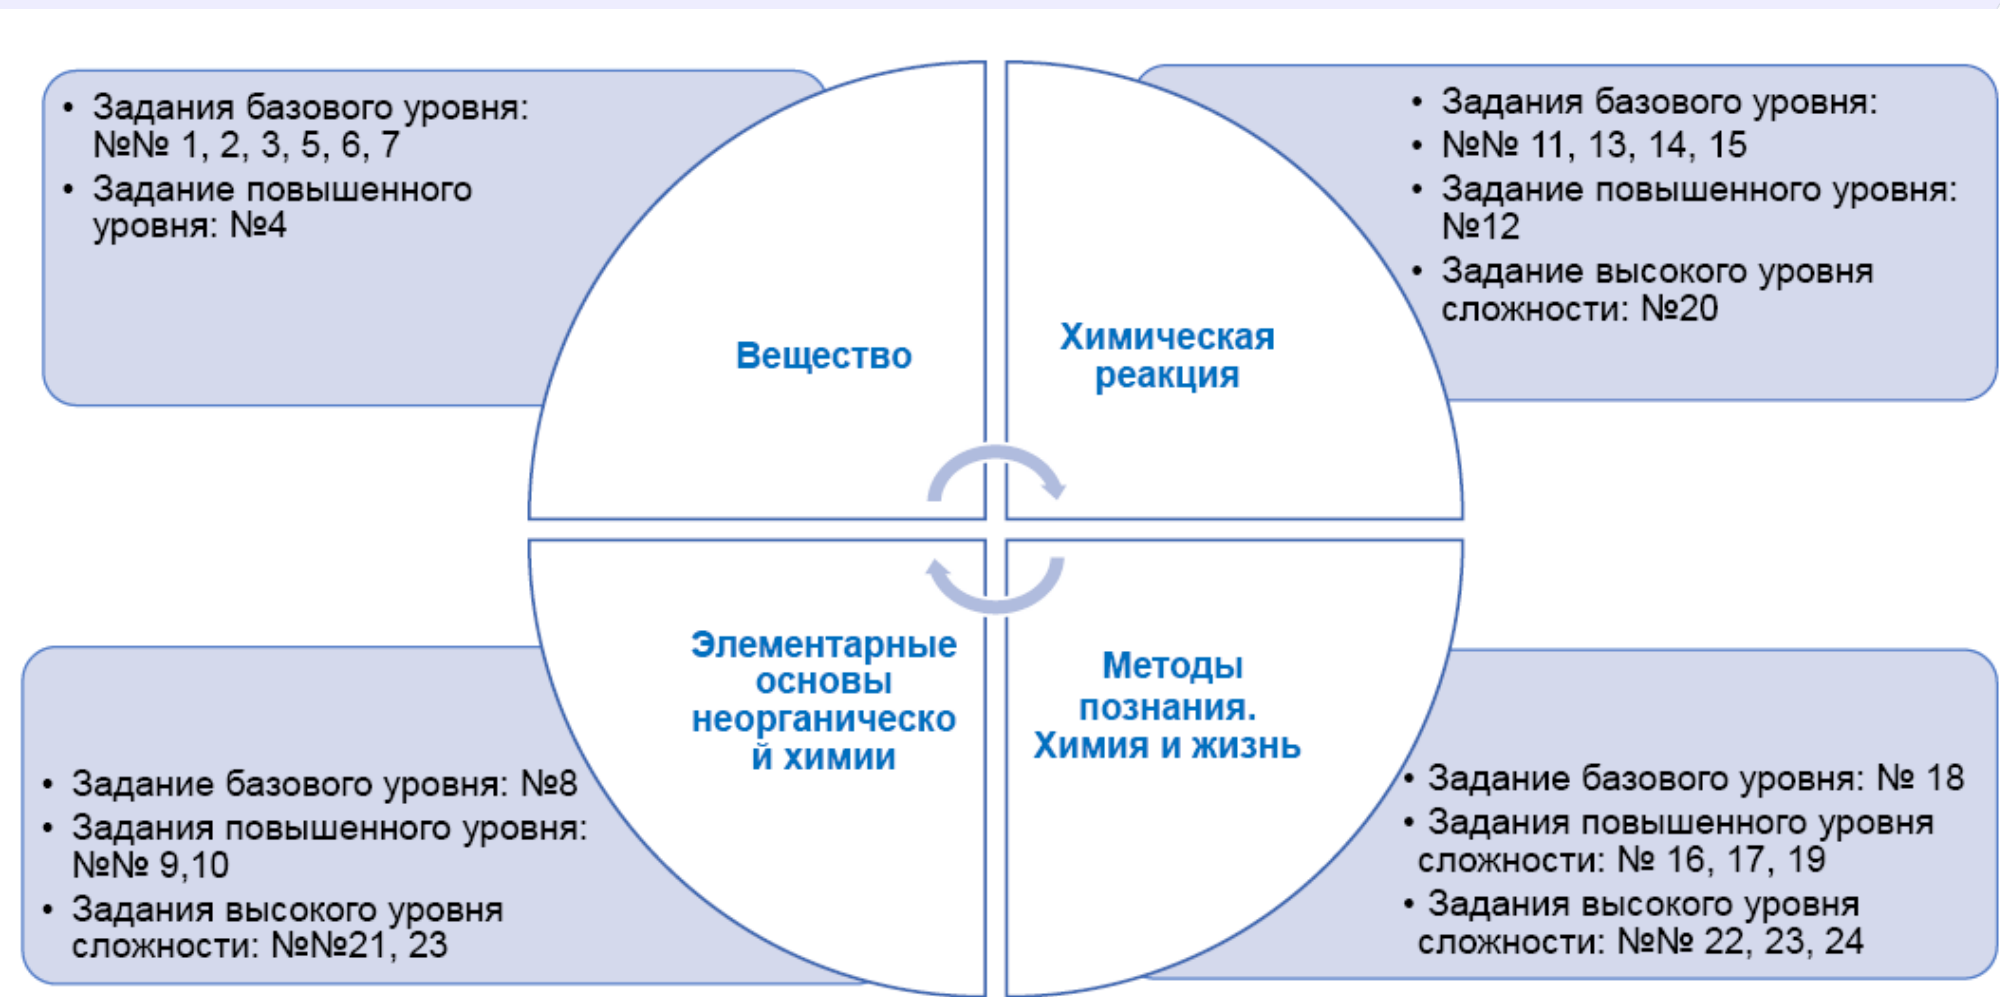 • Задания базового уровня:
№№ 1, 2, 3, 5, 6, 7
• Задание повышенного
уровня: №4
Вещество
• Задания базового уровня:
• №№ 11, 13, 14, 15
• Задание повышенного уровня:
№12
• Задание высокого уровня
сложности: №20
Химическая
реакция
• Задание базового уровня: №8
• Задания повышенного уровня:
№№ 9,10
• Задания высокого уровня
сложности: №№21, 23
Элементарные
основы
неорганическо
й химии
Методы
познания.
Химия и жизнь
• Задание базового уровня: № 18
• Задания повышенного уровня
сложности: № 16, 17, 19
• Задания высокого уровня
сложности: №№ 22, 23, 24